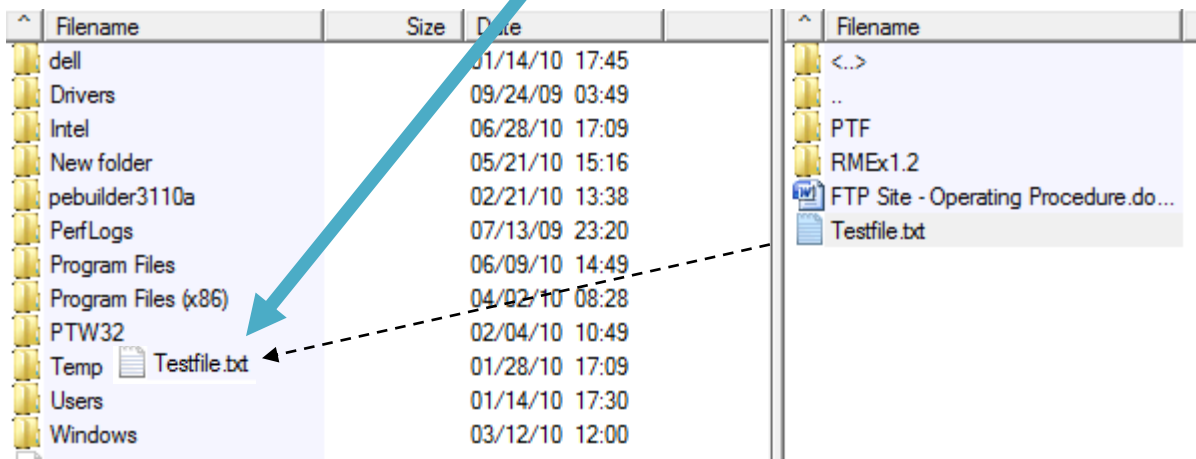 ^ Filename Size Date
dell 01/14/10 17:45
Drivers 09/24/09 03:49
Intel 06/28/10 17:09
New folder 05/21/10 15:16
pebuilder3110a 02/21/10 13:38
PerfLogs 07/13/09 23:20
Program Files 06/09/10 14:49
Program Files (x86) 04/02/10 08:28
PTW32 02/04/10 10:49
Temp Testfile.txt 01/28/10 17:09
Users 01/14/10 17:30
Windows 03/12/10 12:00
^ Filename
<..>
..
PTF
RMEx1.2
FTP Site - Operating Procedure.do...
Testfile.txt